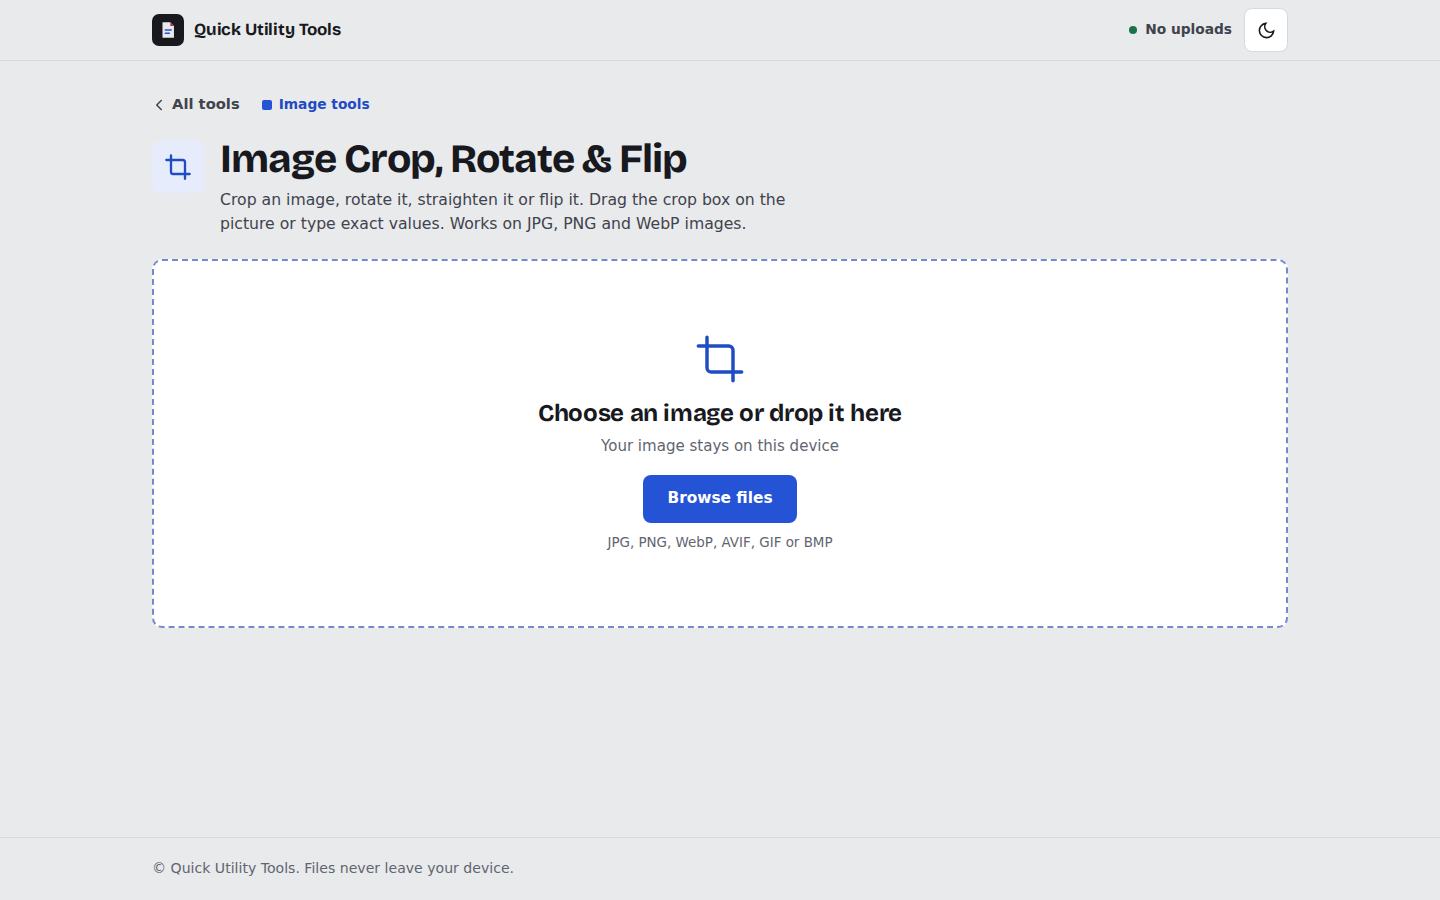 Quick Utility Tools
No uploads
All tools
Image tools
Image Crop, Rotate & Flip
Crop an image, rotate it, straighten it or flip it. Drag the crop box on the
picture or type exact values. Works on JPG, PNG and WebP images.
Choose an image or drop it here
Your image stays on this device
Browse files
JPG, PNG, WebP, AVIF, GIF or BMP
© Quick Utility Tools. Files never leave your device.